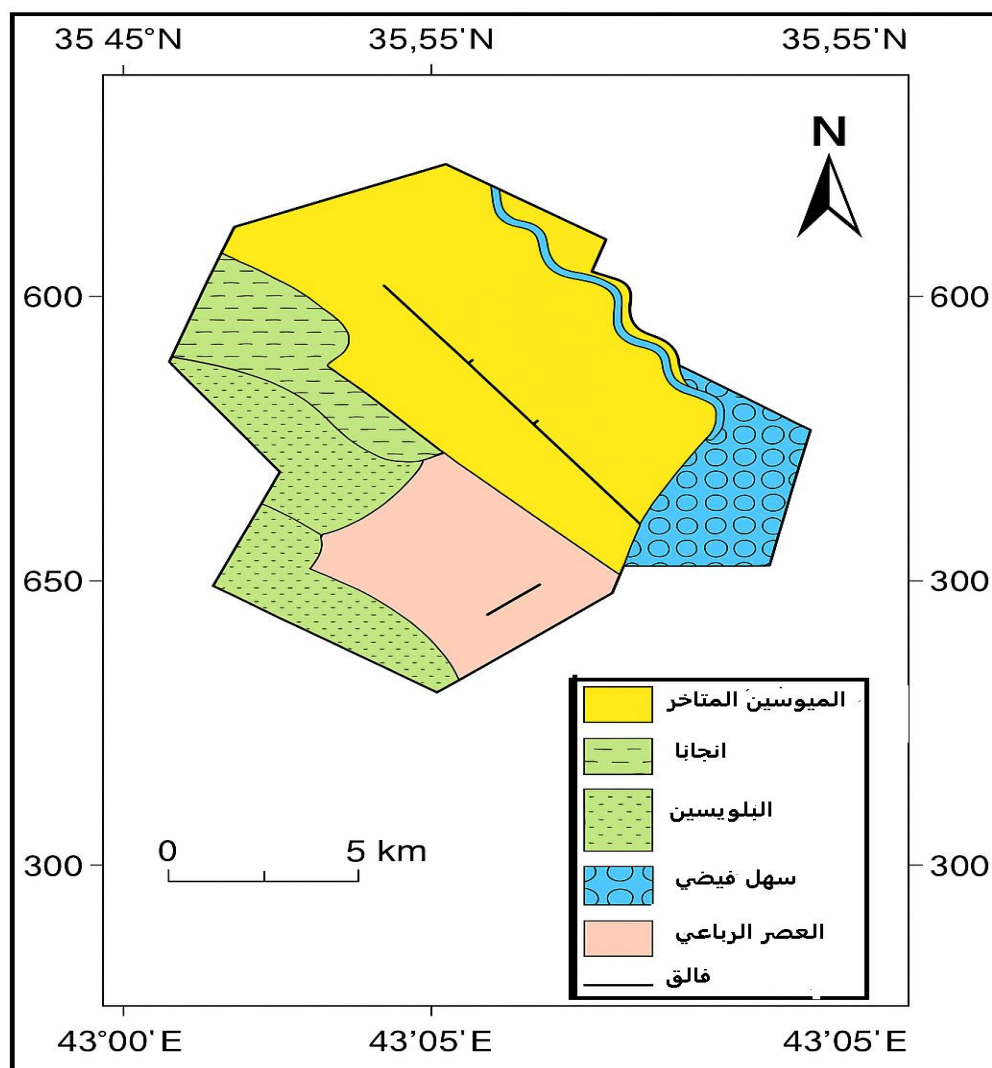 35 45°N 35,55'N 35,55'N
N
600 600
650 300
الميوسين المتاخر
انجانا
البلويسين
سهل فيضي
العصر الرباعي
فالق
0 5 km
300 300
43°00'E 43'05'E 43'05'E